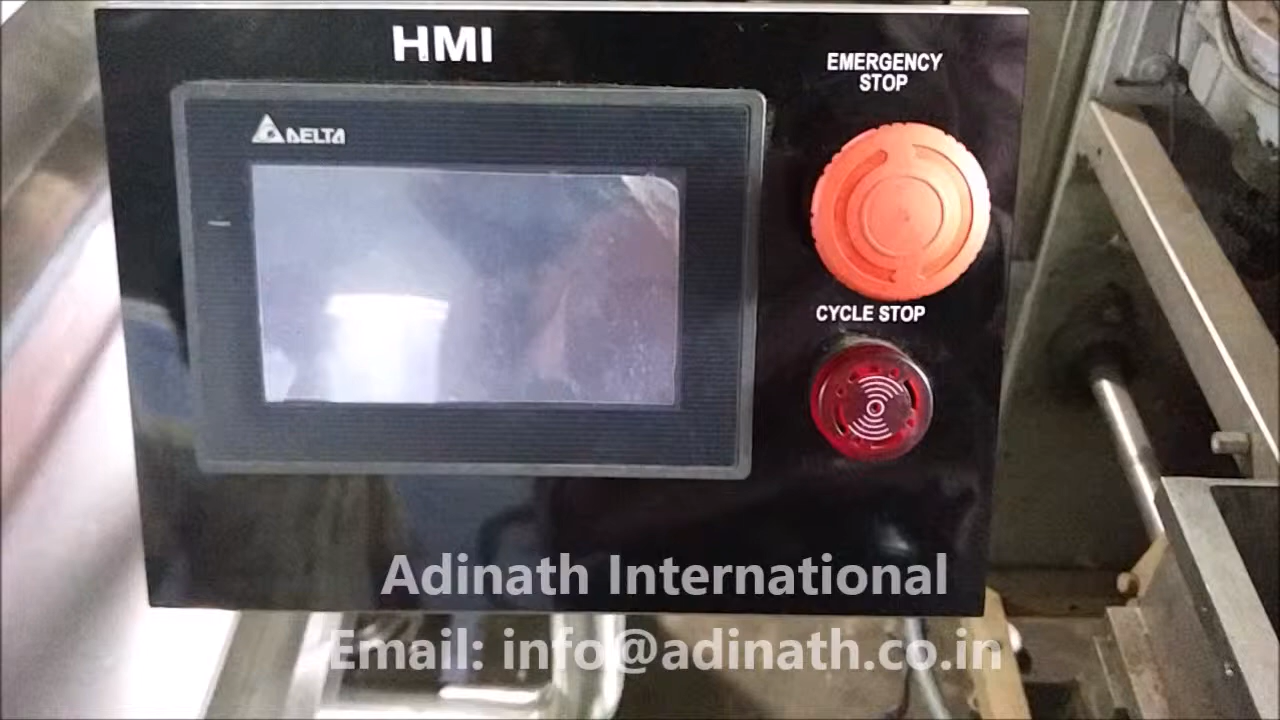 HMI
EMERGENCY
STOP
DELTA
CYCLE STOP
Adinath International
Email: info@adinath.co.in